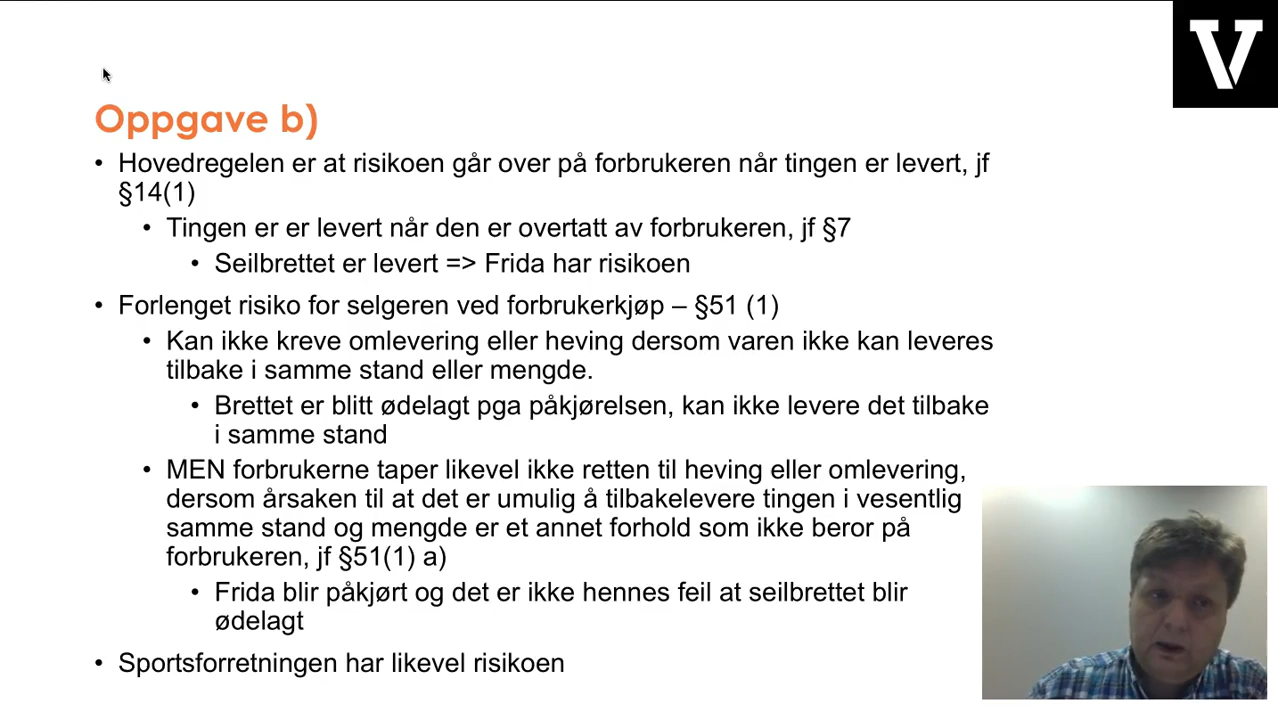 V
Oppgave b)
• Hovedregelen er at risikoen går over på forbrukeren når tingen er levert, jf
§14(1)
• Tingen er er levert når den er overtatt av forbrukeren, jf §7
• Seilbrettet er levert => Frida har risikoen
• Forlenget risiko for selgeren ved forbrukerkjøp – §51 (1)
• Kan ikke kreve omlevering eller heving dersom varen ikke kan leveres
tilbake i samme stand eller mengde.
• Brettet er blitt ødelagt pga påkjørelsen, kan ikke levere det tilbake
i samme stand
• MEN forbrukerne taper likevel ikke retten til heving eller omlevering,
dersom årsaken til at det er umulig å tilbakelevere tingen i vesentlig
samme stand og mengde er et annet forhold som ikke beror på
forbrukeren, jf §51(1) a)
• Frida blir påkjørt og det er ikke hennes feil at seilbrettet blir
ødelagt
• Sportsforretningen har likevel risikoen